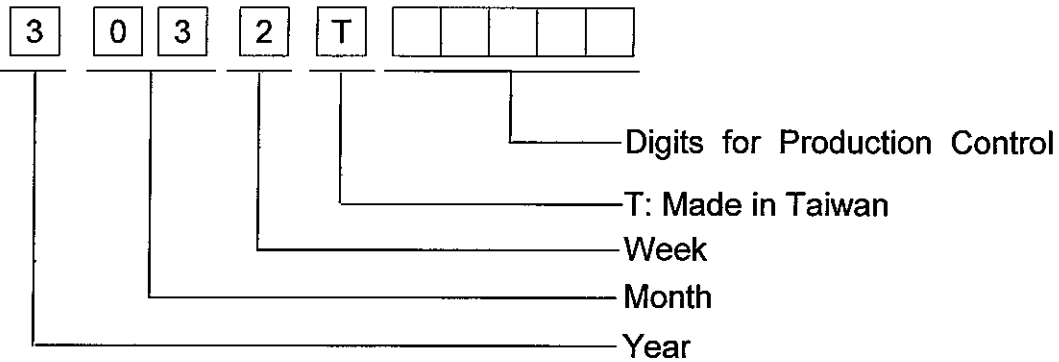 3 0 3 2 T
Digits for Production Control
T: Made in Taiwan
Week
Month
Year